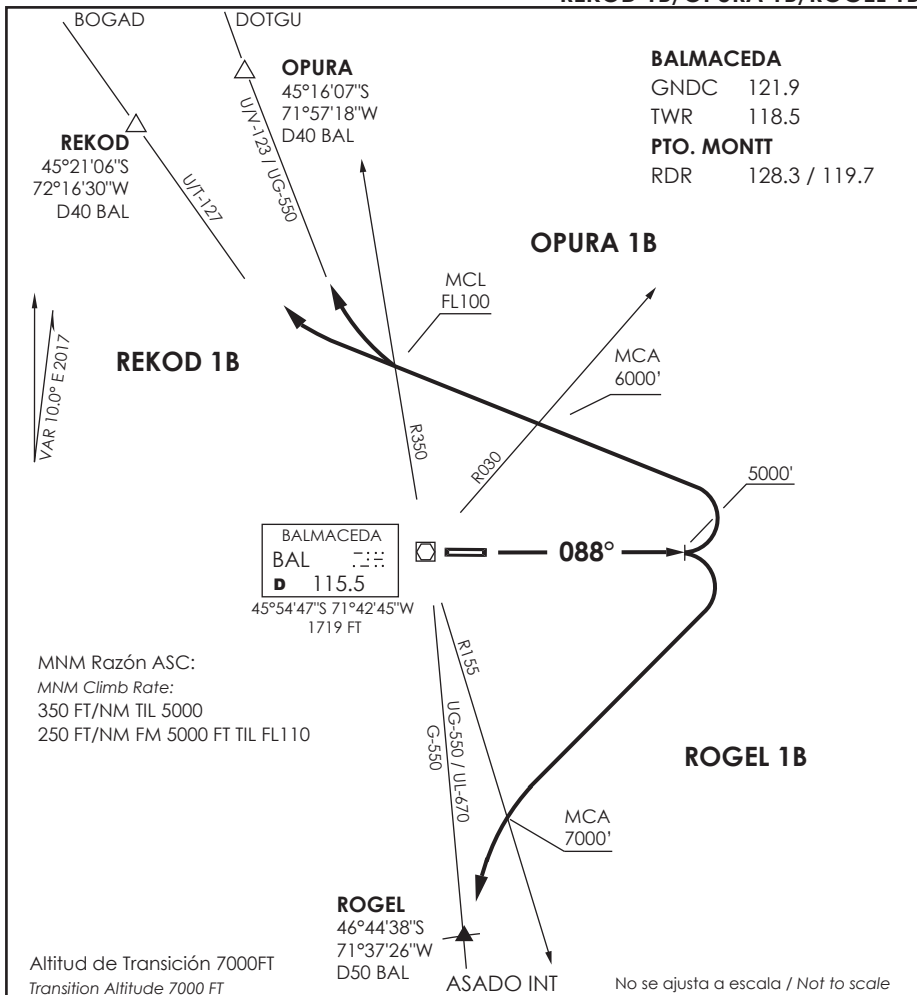 REKOD 1B/OPURA 1B/ROGEL 1B
BOGAD
DOTGU
OPURA
45°16'07"S
71°57'18"W
D40 BAL
BALMACEDA
GNDC 121.9
TWR 118.5
PTO. MONTT
RDR 128.3 / 119.7
REKOD
45°21'06"S
72°16'30"W
D40 BAL
U/T-127
U/V-123 / UG-550
OPURA 1B
MCL
FL100
REKOD 1B
MCA
6000'
VAR 10.0° E 2017
R350
R030
5000'
BALMACEDA
BAL
D 115.5
45°54'47"S 71°42'45"W
1719 FT
088°
MNM Razón ASC:
MNM Climb Rate:
350 FT/NM TIL 5000
250 FT/NM FM 5000 FT TIL FL110
R155
UG-550 / UL-670
G-550
ROGEL 1B
MCA
7000'
ROGEL
46°44'38"S
71°37'26"W
D50 BAL
ASADO INT
Altitud de Transición 7000FT
Transition Altitude 7000 FT
No se ajusta a escala / Not to scale